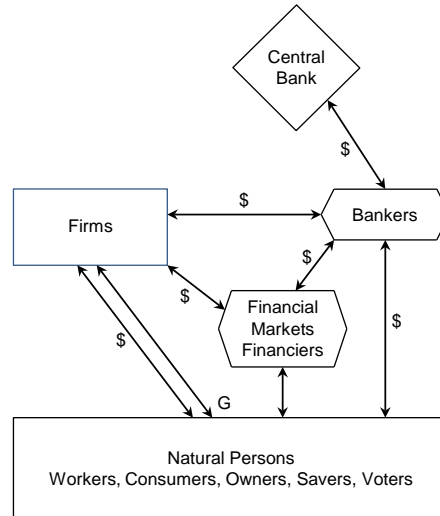 Central
Bank
$
$
Firms
Bankers
$
$
Financial
Markets
Financiers
$
$
G
Natural Persons
Workers, Consumers, Owners, Savers, Voters